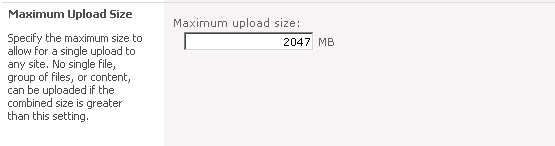 Maximum Upload Size
Specify the maximum size to
allow for a single upload to
any site. No single file,
group of files, or content,
can be uploaded if the
combined size is greater
than this setting.
Maximum upload size:
2047 MB